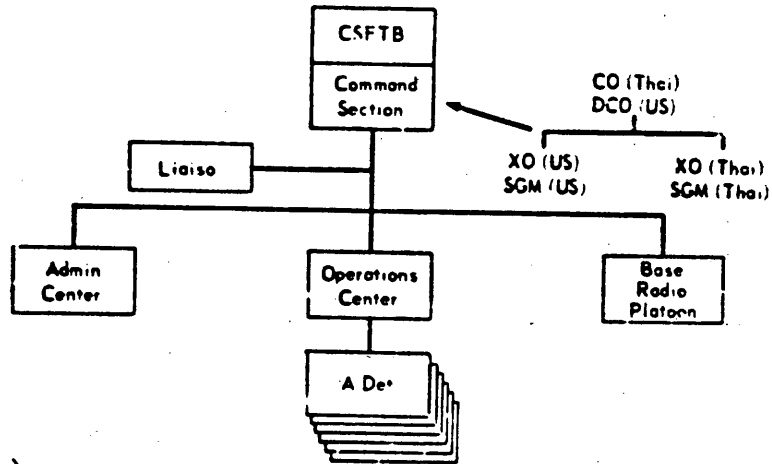 CSFTB
Command
Section
CO (Thai)
DCO (US)
XO (US)
SGM (US)
XO (Thai)
SGM (Thai)
Liaiso
Admin
Center
Operations
Center
Base
Radio
Platoon
A Det